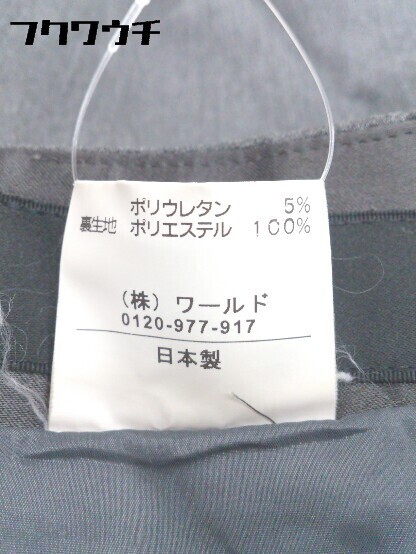 フクワウチ
ポリウレタン 5%
裏生地 ポリエステル 100%
(株) ワールド
0120-977-917
日本製